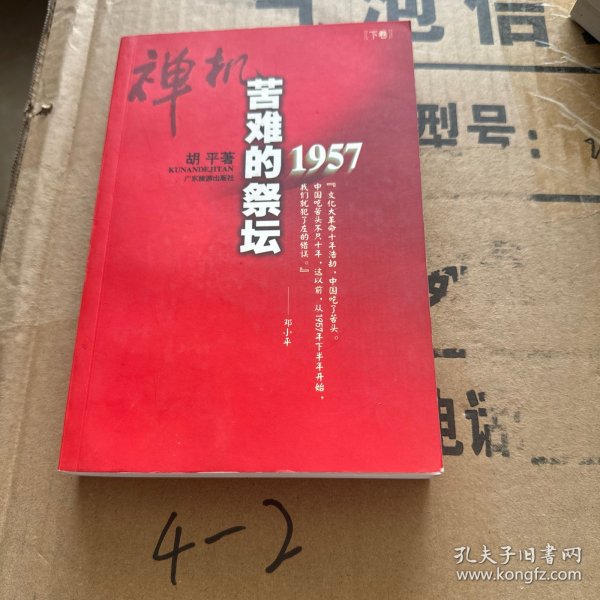 〖下卷〗
禅机
苦难的祭坛
1957
胡 平著
KUNANDEJITAN
广东旅游出版社
『文化大革命十年浩劫,中国吃了苦头。
中国吃苦头不只十年,这以前,从1957年下半年开始,
我们就犯了左的错误。』
——邓小平
信
型号:
电话
4-2
孔夫子旧书网
www.kongfz.com